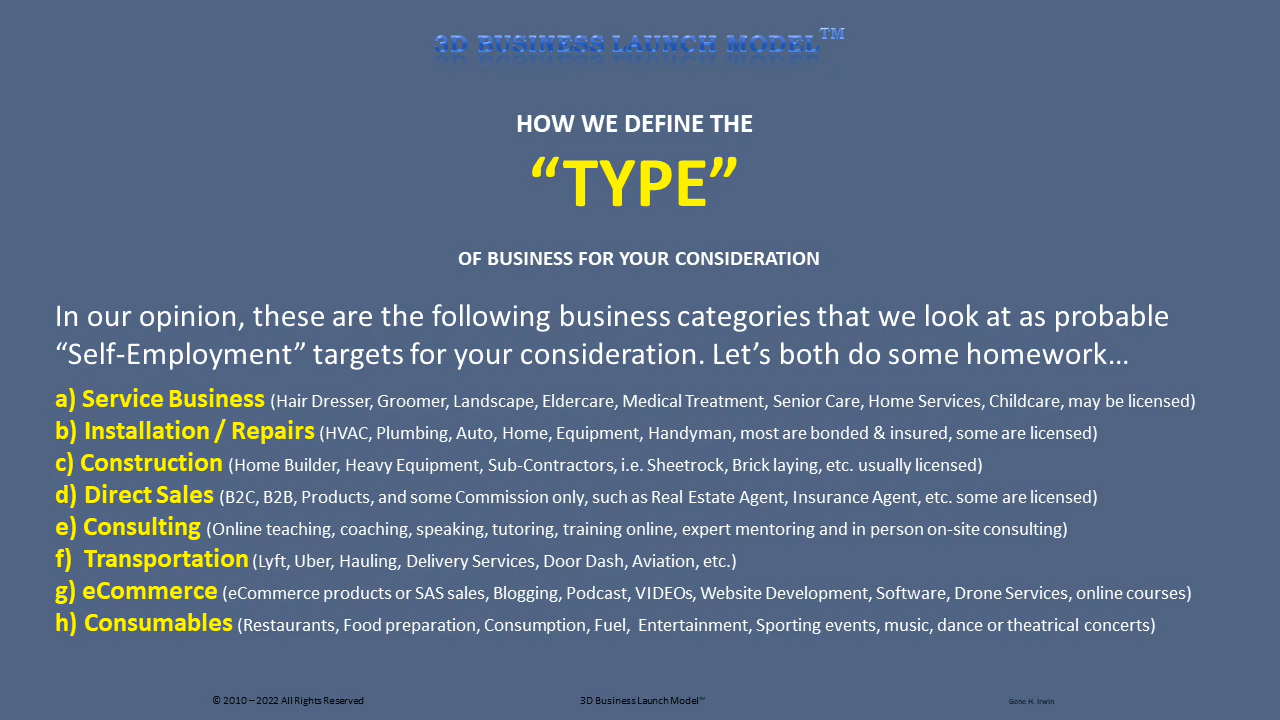 3D BUSINESS LAUNCH MODEL™
HOW WE DEFINE THE
“TYPE”
OF BUSINESS FOR YOUR CONSIDERATION
In our opinion, these are the following business categories that we look at as probable
“Self-Employment” targets for your consideration. Let’s both do some homework…
a) Service Business (Hair Dresser, Groomer, Landscape, Eldercare, Medical Treatment, Senior Care, Home Services, Childcare, may be licensed)
b) Installation / Repairs (HVAC, Plumbing, Auto, Home, Equipment, Handyman, most are bonded & insured, some are licensed)
c) Construction (Home Builder, Heavy Equipment, Sub-Contractors, i.e. Sheetrock, Brick laying, etc. usually licensed)
d) Direct Sales (B2C, B2B, Products, and some Commission only, such as Real Estate Agent, Insurance Agent, etc. some are licensed)
e) Consulting (Online teaching, coaching, speaking, tutoring, training online, expert mentoring and in person on-site consulting)
f) Transportation (Lyft, Uber, Hauling, Delivery Services, Door Dash, Aviation, etc.)
g) eCommerce (eCommerce products or SAS sales, Blogging, Podcast, VIDEOs, Website Development, Software, Drone Services, online courses)
h) Consumables (Restaurants, Food preparation, Consumption, Fuel, Entertainment, Sporting events, music, dance or theatrical concerts)
© 2010 – 2022 All Rights Reserved 3D Business Launch Model™ Gene H. Irwin